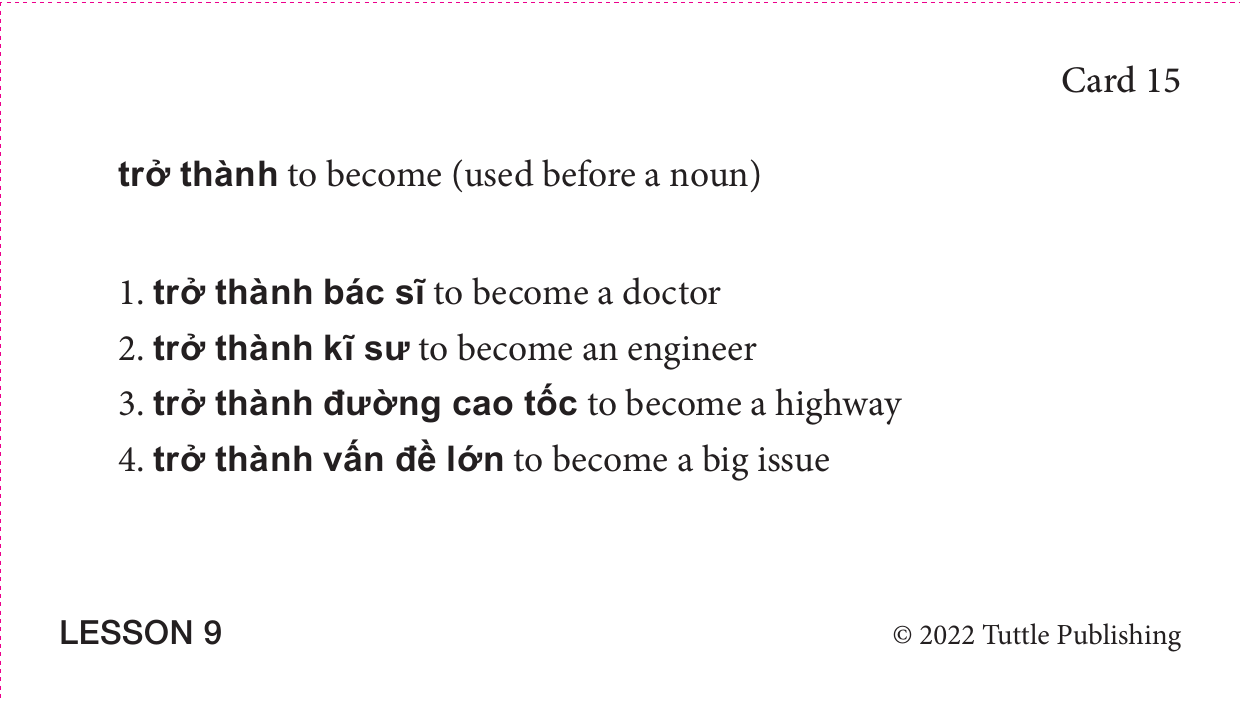 Card 15
trở thành to become (used before a noun)
1. trở thành bác sĩ to become a doctor
2. trở thành kĩ sư to become an engineer
3. trở thành đường cao tốc to become a highway
4. trở thành vấn đề lớn to become a big issue
LESSON 9
© 2022 Tuttle Publishing